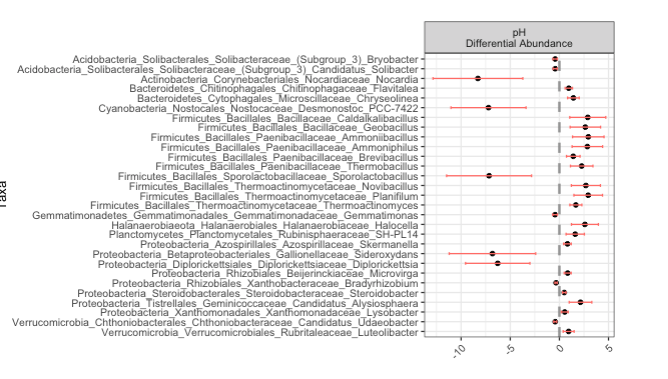 pH
Differential Abundance
Acidobacteria_Solibacterales_Solibacteraceae_(Subgroup_3)_Bryobacter
Acidobacteria_Solibacterales_Solibacteraceae_(Subgroup_3)_Candidatus_Solibacter
Actinobacteria_Corynebacteriales_Nocardiaceae_Nocardia
Bacteroidetes_Chitinophagales_Chitinophagaceae_Flavitalea
Bacteroidetes_Cytophagales_Microscillaceae_Chryseolinea
Cyanobacteria_Nostocales_Nostocaceae_Desmonostoc_PCC-7422
Firmicutes_Bacillales_Bacillaceae_Caldalkalibacillus
Firmicutes_Bacillales_Bacillaceae_Geobacillus
Firmicutes_Bacillales_Paenibacillaceae_Ammoniibacillus
Firmicutes_Bacillales_Paenibacillaceae_Ammoniphilus
Firmicutes_Bacillales_Paenibacillaceae_Brevibacillus
Firmicutes_Bacillales_Paenibacillaceae_Thermobacillus
Firmicutes_Bacillales_Sporolactobacillaceae_Sporolactobacillus
Firmicutes_Bacillales_Thermoactinomycetaceae_Novibacillus
Firmicutes_Bacillales_Thermoactinomycetaceae_Planifilum
Firmicutes_Bacillales_Thermoactinomycetaceae_Thermoactinomyces
Gemmatimonadetes_Gemmatimonadales_Gemmatimonadaceae_Gemmatimonas
Halanaerobiaeota_Halanaerobiales_Halanaerobiaceae_Halocella
Planctomycetes_Planctomycetales_Rubinisphaeraceae_SH-PL14
Proteobacteria_Azospirillales_Azospirillaceae_Skermanella
Proteobacteria_Betaproteobacteriales_Gallionellaceae_Sideroxydans
Proteobacteria_Diplorickettsiales_Diplorickettsiaceae_Diplorickettsia
Proteobacteria_Rhizobiales_Beijerinckiaceae_Microvirga
Proteobacteria_Rhizobiales_Xanthobacteraceae_Bradyrhizobium
Proteobacteria_Steroidobacterales_Steroidobacteraceae_Steroidobacter
Proteobacteria_Tistrellales_Geminicoccaceae_Candidatus_Alysiosphaera
Proteobacteria_Xanthomonadales_Xanthomonadaceae_Lysobacter
Verrucomicrobia_Chthoniobacterales_Chthoniobacteraceae_Candidatus_Udaeobacter
Verrucomicrobia_Verrucomicrobiales_Rubritaleaceae_Luteolibacter
-10 -5 0 5